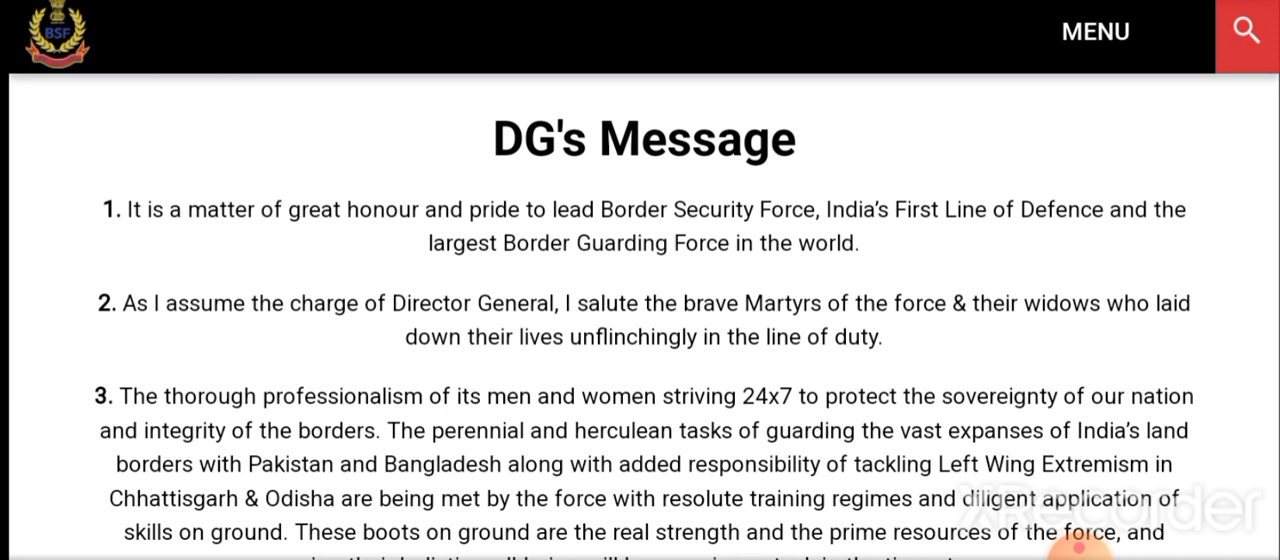 BSF
MENU
DG's Message
1. It is a matter of great honour and pride to lead Border Security Force, India's First Line of Defence and the
largest Border Guarding Force in the world.
2. As I assume the charge of Director General, I salute the brave Martyrs of the force & their widows who laid
down their lives unflinchingly in the line of duty.
3. The thorough professionalism of its men and women striving 24x7 to protect the sovereignty of our nation
and integrity of the borders. The perennial and herculean tasks of guarding the vast expanses of India's land
borders with Pakistan and Bangladesh along with added responsibility of tackling Left Wing Extremism in
Chhattisgarh & Odisha are being met by the force with resolute training regimes and diligent application of
skills on ground. These boots on ground are the real strength and the prime resources of the force, and
XRecorder